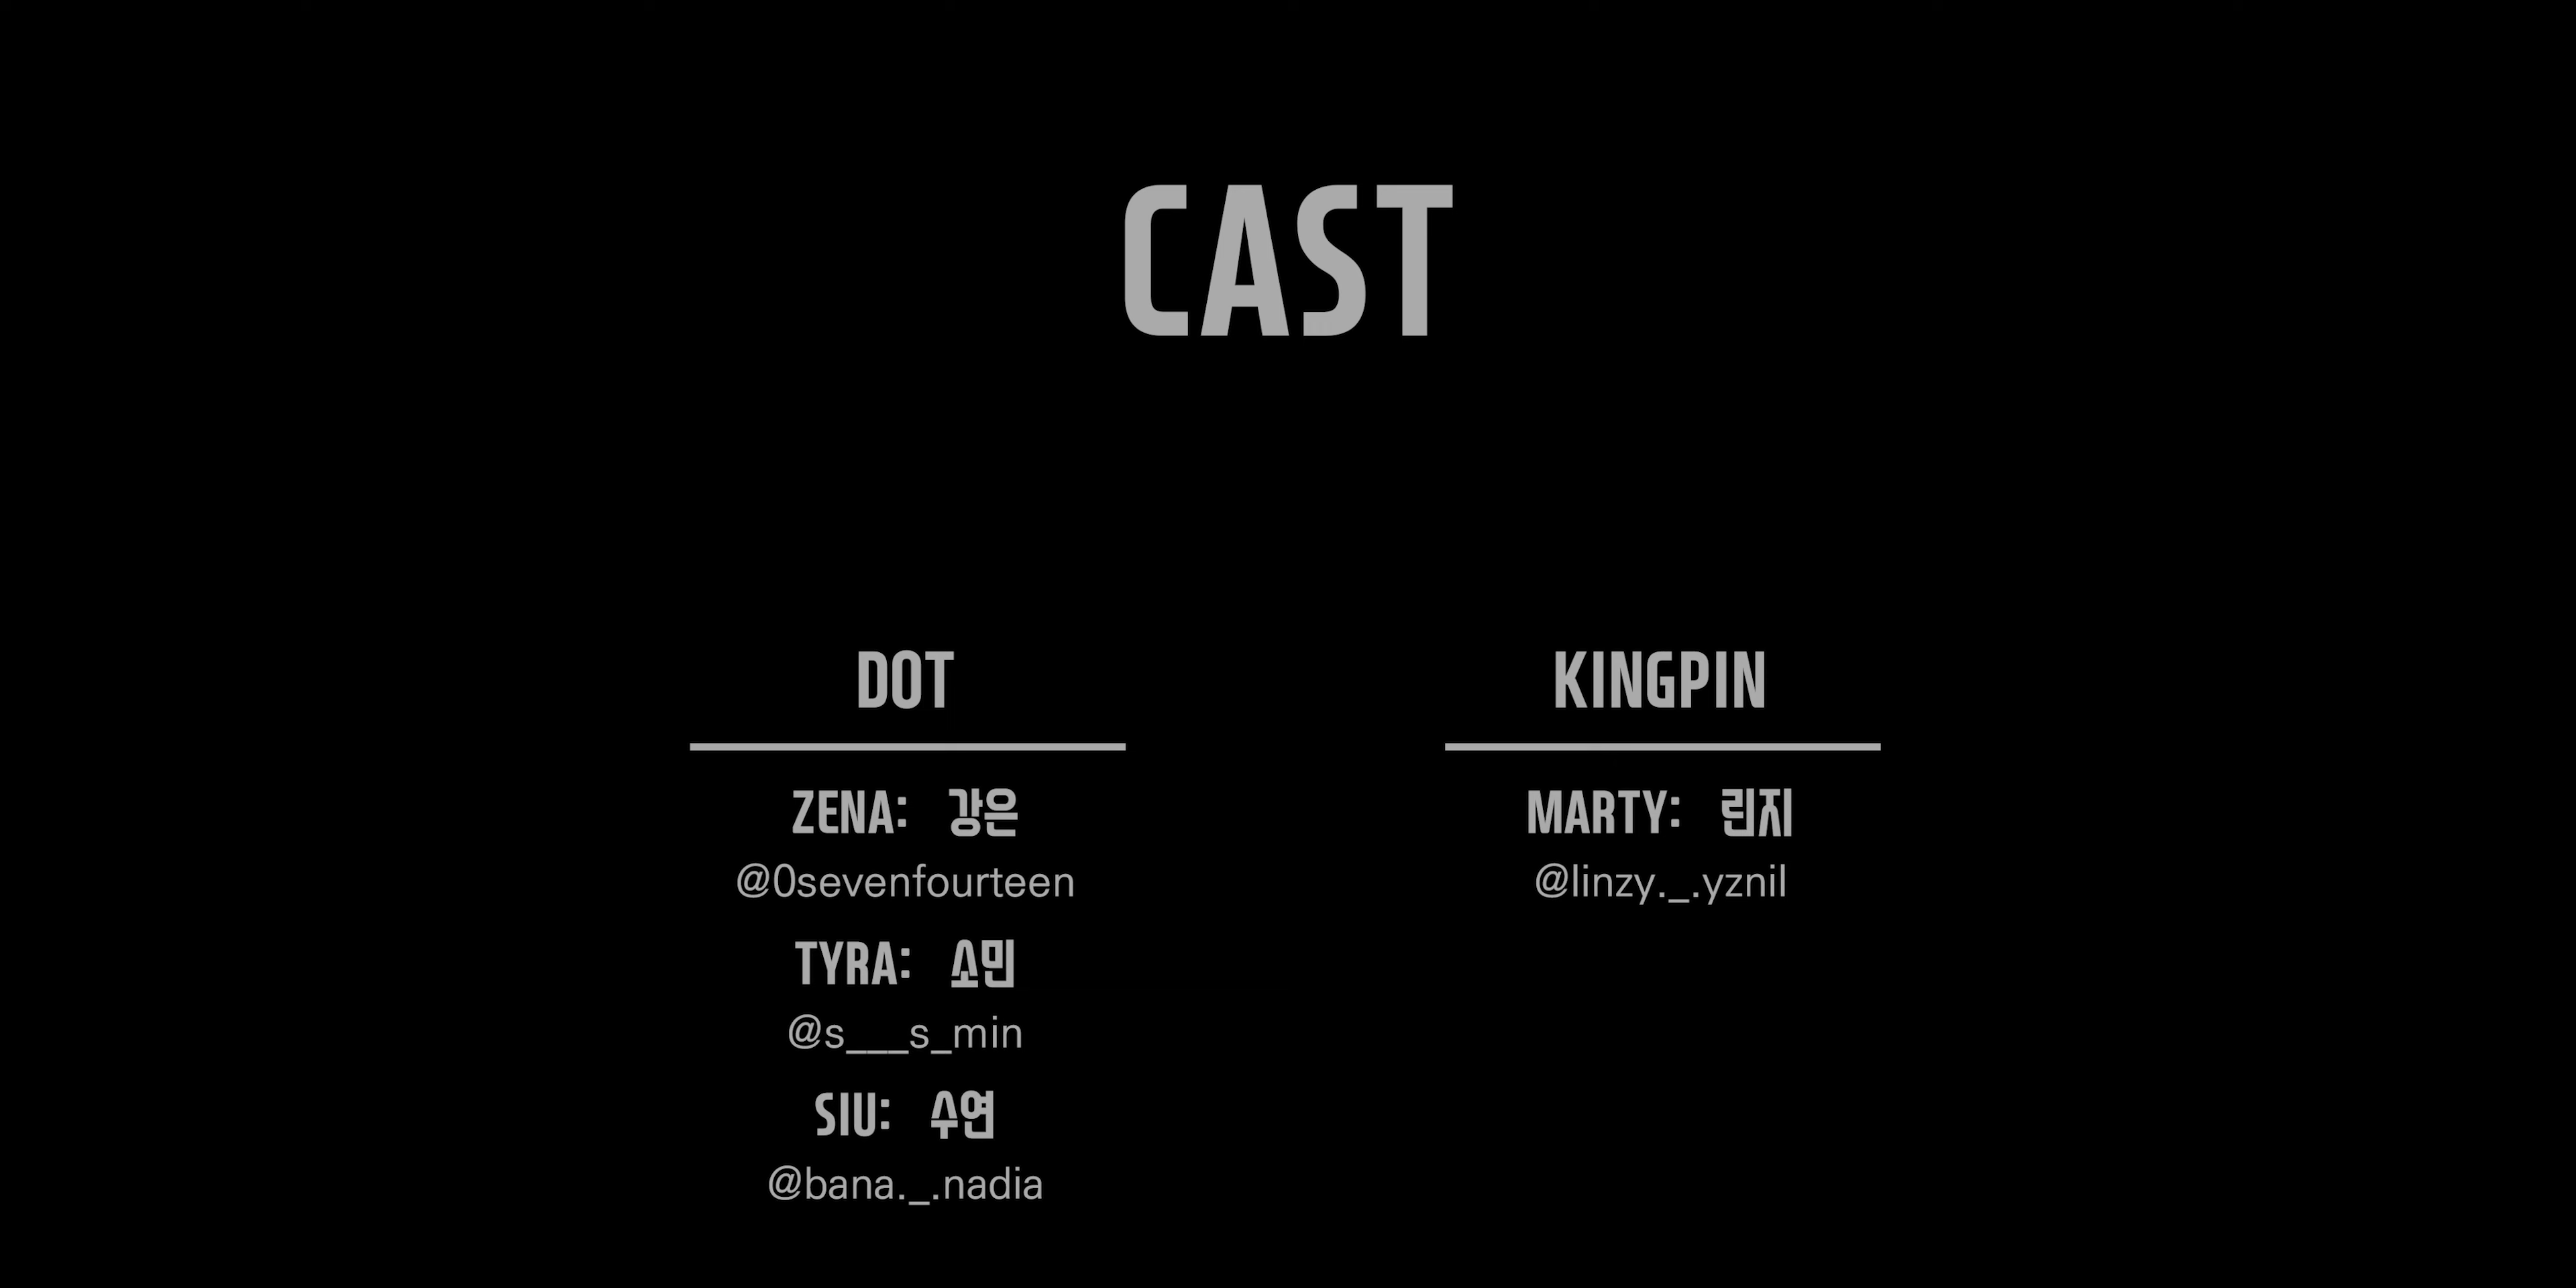 CAST
DOT
ZENA: 강은
@0sevenfourteen
TYRA: 소민
@s___s_min
SIU: 수연
@bana._.nadia
KINGPIN
MARTY: 린지
@linzy._.yznil